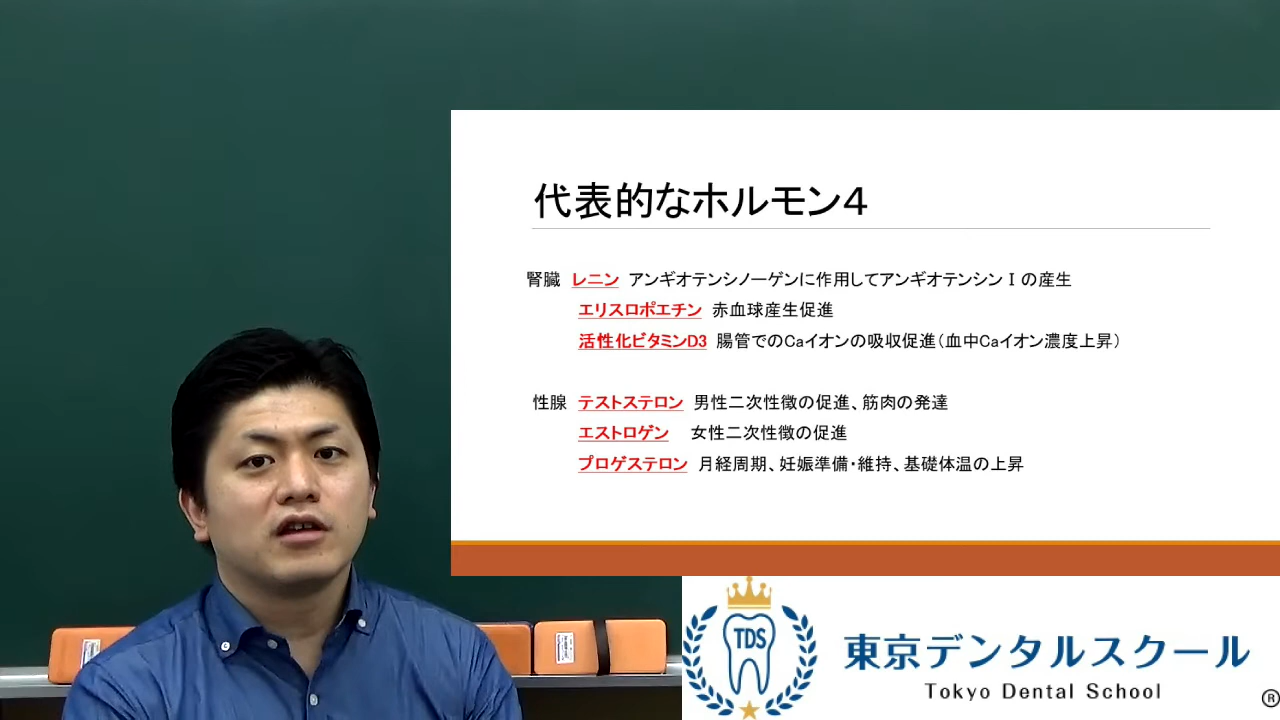 代表的なホルモン４
腎臓 レニン アンギオテンシノーゲンに作用してアンギオテンシンⅠの産生
エリスロポエチン 赤血球産生促進
活性化ビタミンD3 腸管でのCaイオンの吸収促進（血中Caイオン濃度上昇）
性腺 テストステロン 男性二次性徴の促進、筋肉の発達
エストロゲン 女性二次性徴の促進
プロゲステロン 月経周期、妊娠準備・維持、基礎体温の上昇
TDS
東京デンタルスクール
Tokyo Dental School
®